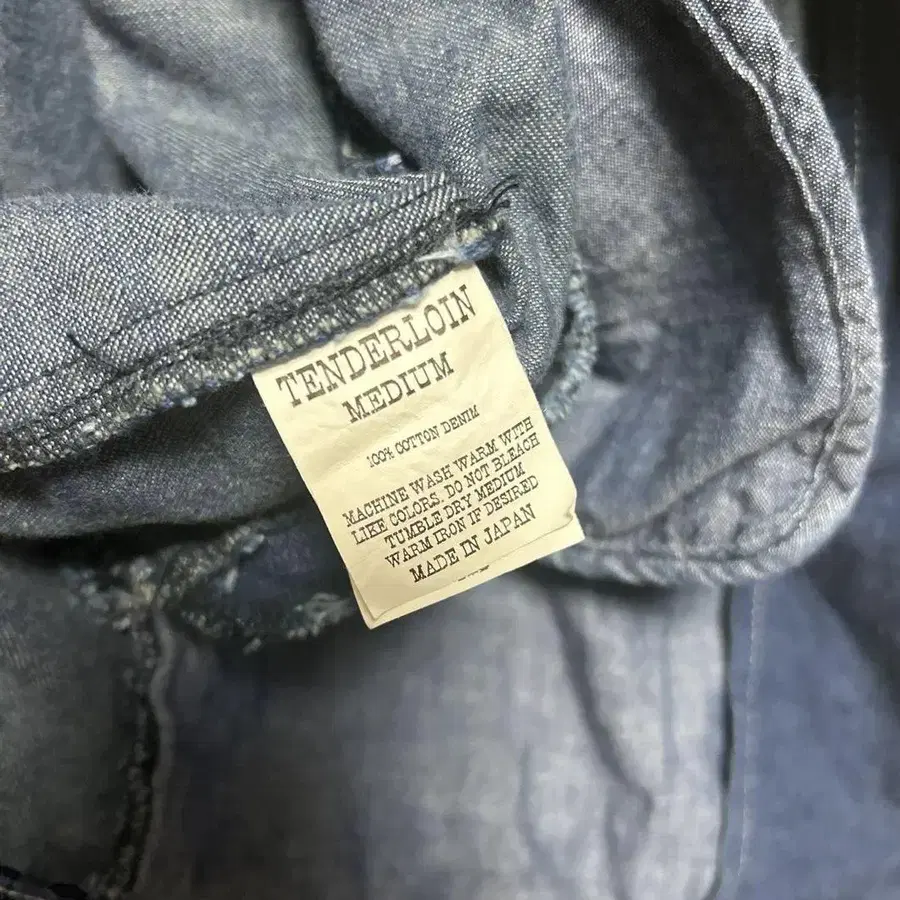 TENDERLOIN
MEDIUM
100% COTTON DENIM
MACHINE WASH WARM WITH
LIKE COLORS, DO NOT BLEACH
TUMBLE DRY MEDIUM
WARM IRON IF DESIRED
MADE IN JAPAN